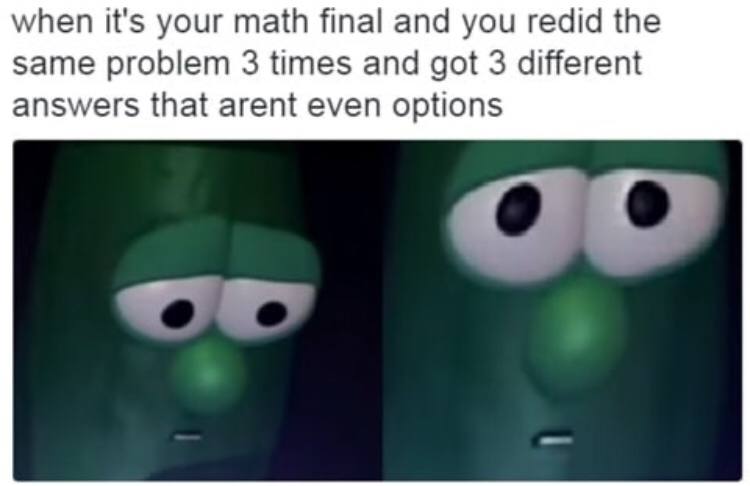 when it's your math final and you redid the
same problem 3 times and got 3 different
answers that arent even options